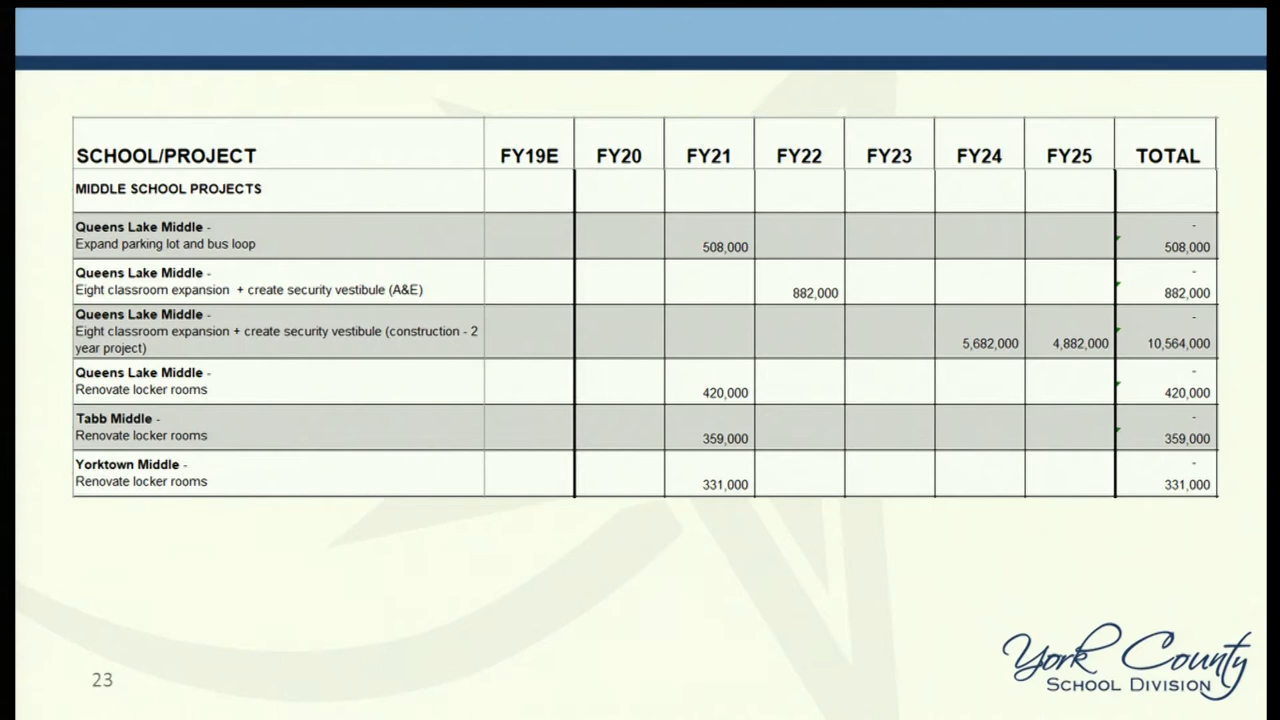 SCHOOL/PROJECT FY19E FY20 FY21 FY22 FY23 FY24 FY25 TOTAL
MIDDLE SCHOOL PROJECTS
Queens Lake Middle - -
Expand parking lot and bus loop 508,000 508,000
Queens Lake Middle - -
Eight classroom expansion + create security vestibule (A&E) 882,000 882,000
Queens Lake Middle - -
Eight classroom expansion + create security vestibule (construction - 2
year project) 5,682,000 4,882,000 10,564,000
Queens Lake Middle - -
Renovate locker rooms 420,000 420,000
Tabb Middle - -
Renovate locker rooms 359,000 359,000
Yorktown Middle - -
Renovate locker rooms 331,000 331,000
23
York County
SCHOOL DIVISION